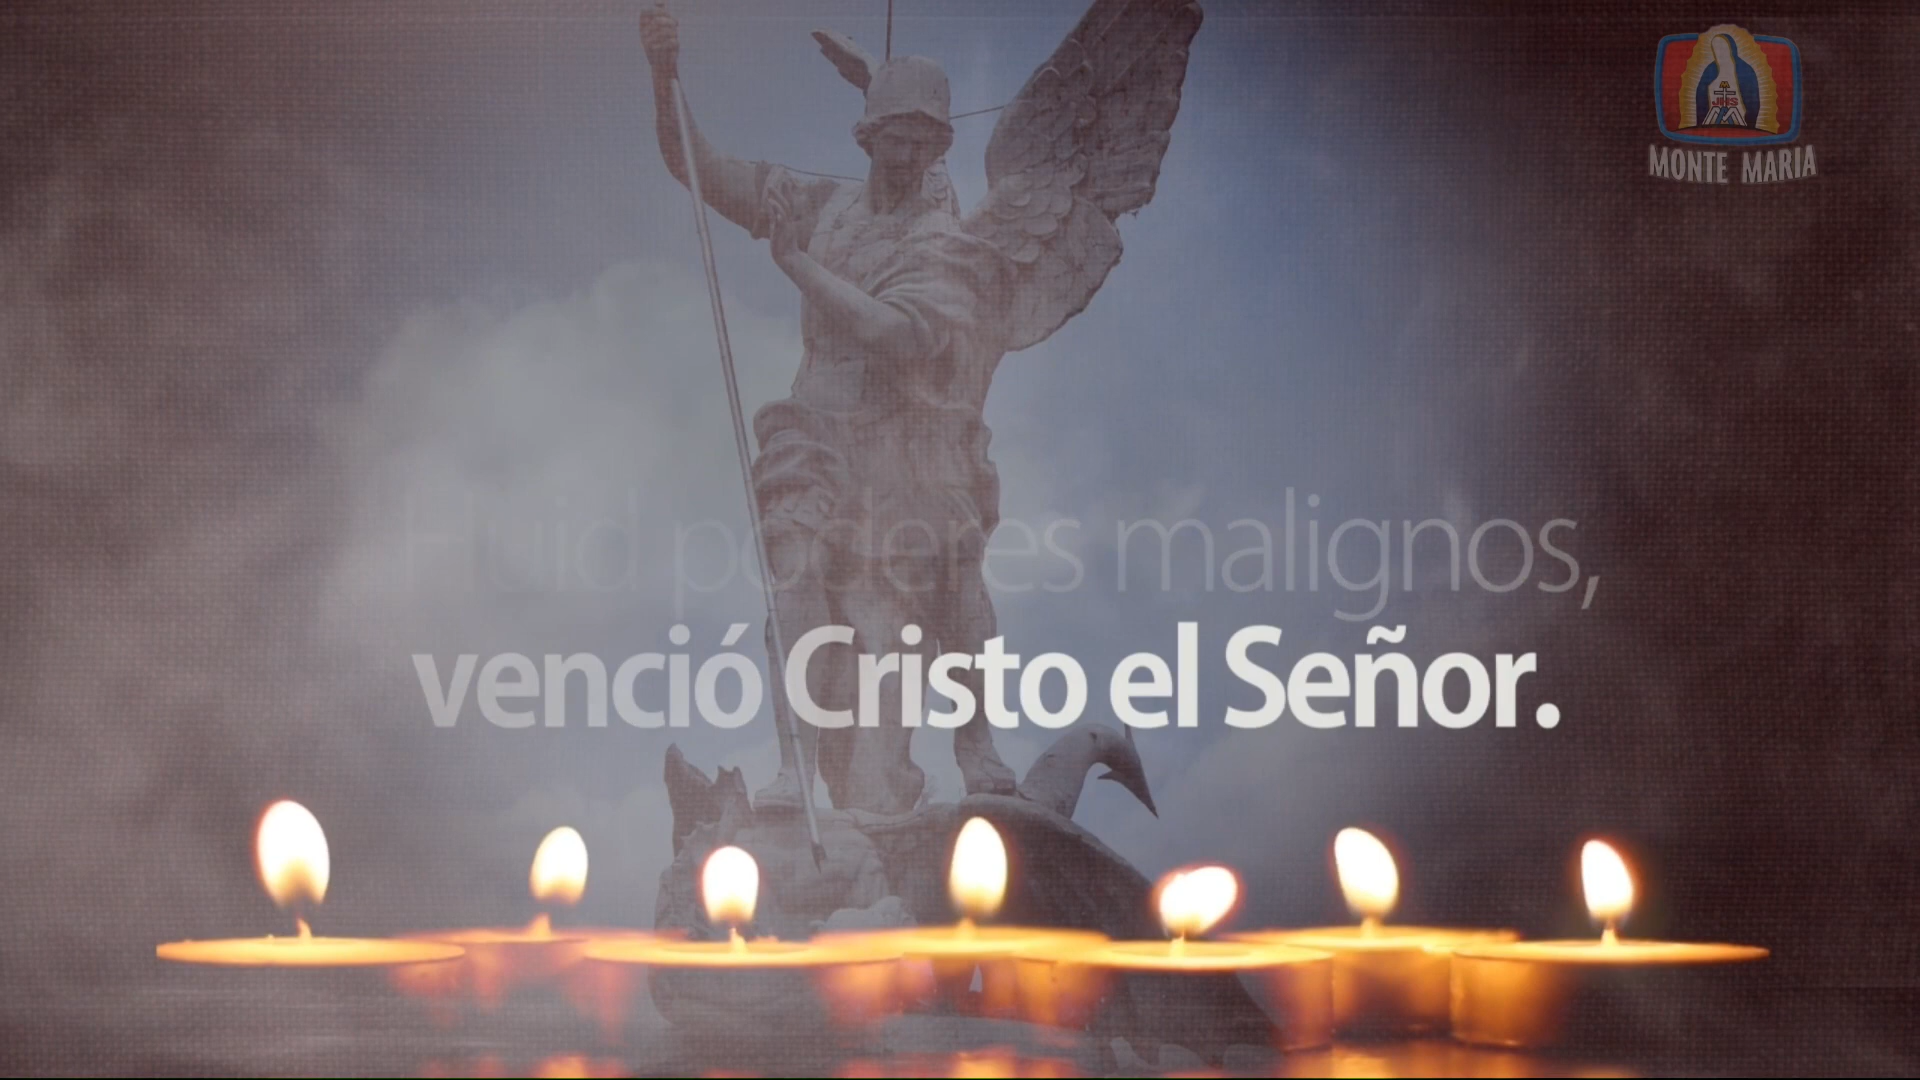 MONTE MARIA
Huid poderes malignos,
venció Cristo el Señor.